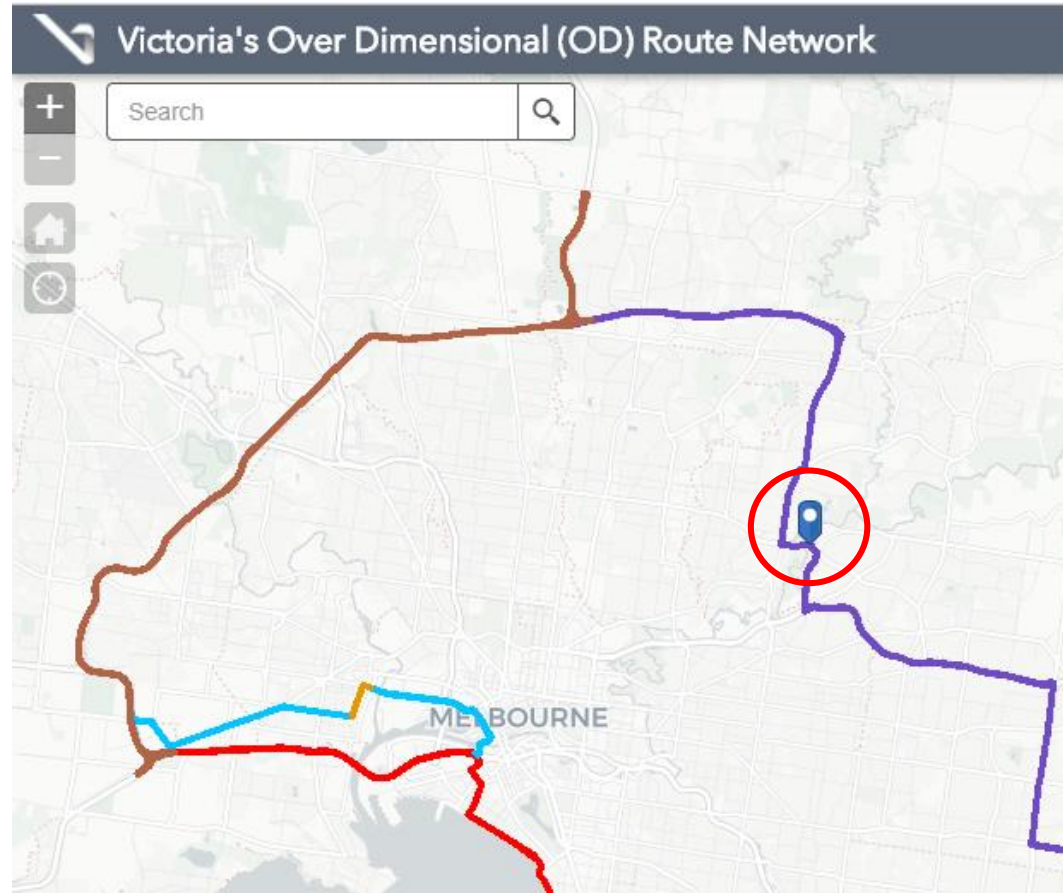 Victoria's Over Dimensional (OD) Route Network
+
Search
−
MELBOURNE